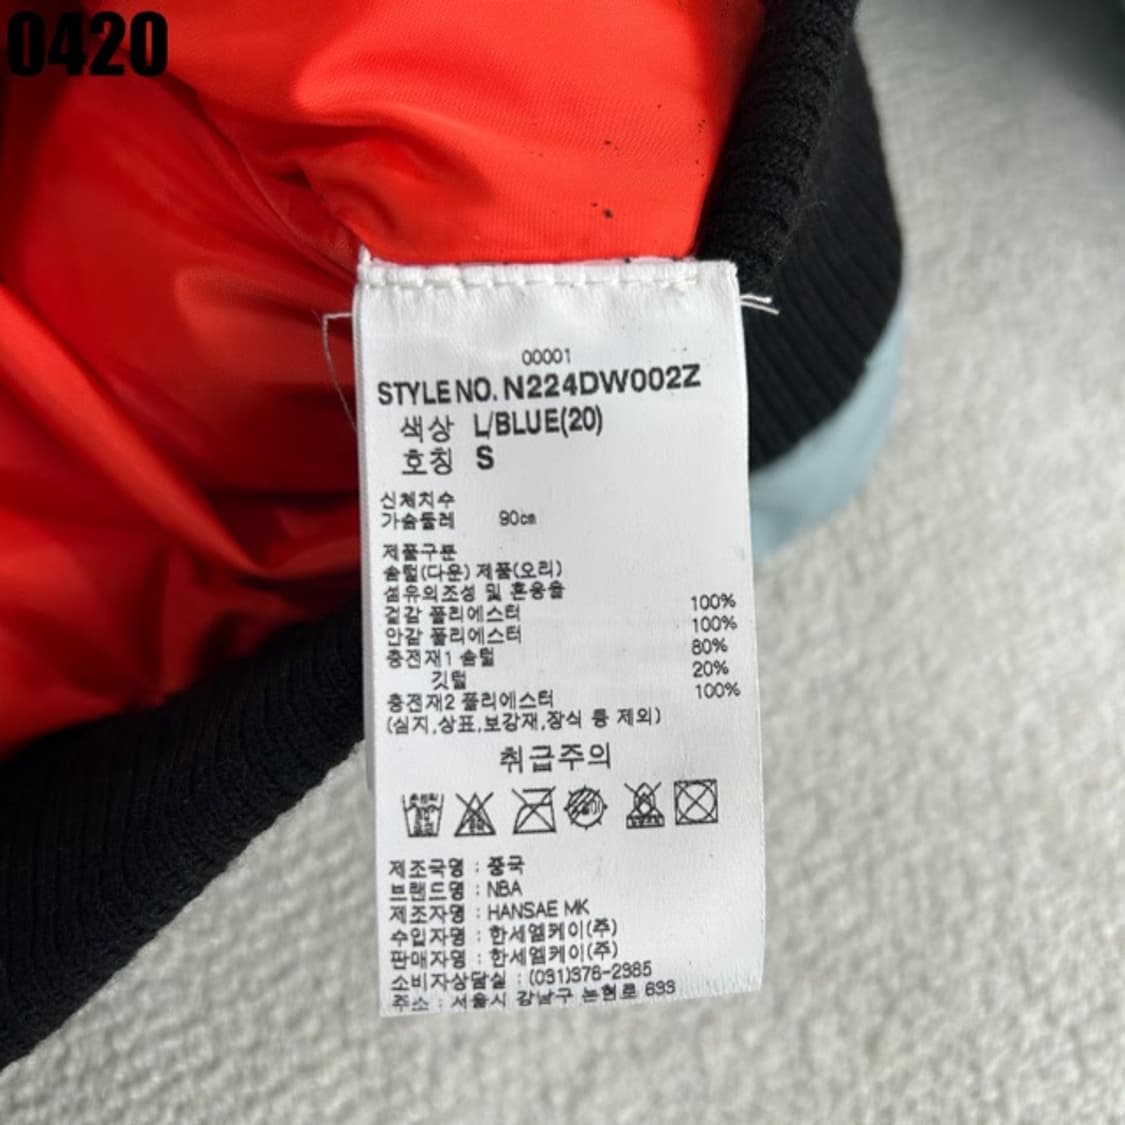 0420
00001
STYLE NO. N224DW002Z
색상 L/BLUE(20)
호칭 S
신체치수
가슴둘레 90cm
제품구분
솜털(다운) 제품(오리)
섬유의조성 및 혼용율
겉감 폴리에스터 100%
안감 폴리에스터 100%
충전재1 솜털 80%
깃털 20%
충전재2 폴리에스터 100%
(심지,상표,보강재,장식 등 제외)
취급주의
제조국명 : 중국
브랜드명 : NBA
제조자명 : HANSAE MK
수입자명 : 한세엠케이(주)
판매자명 : 한세엠케이(주)
소비자상담실 : (031)376-2385
주소 : 서울시 강남구 논현로 633